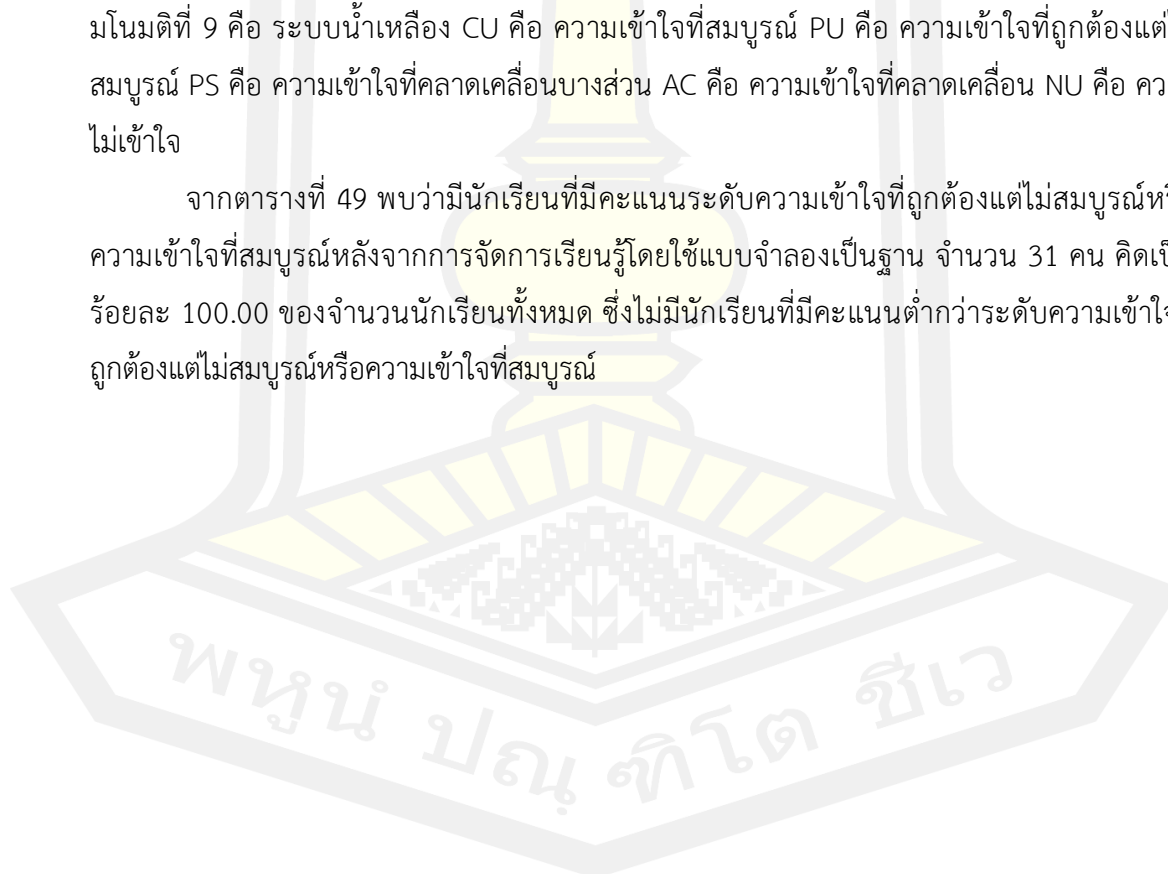 มโนมติที่ 9 คือ ระบบน้ำเหลือง CU คือ ความเข้าใจที่สมบูรณ์ PU คือ ความเข้าใจที่ถูกต้องแต่
สมบูรณ์ PS คือ ความเข้าใจที่คลาดเคลื่อนบางส่วน AC คือ ความเข้าใจที่คลาดเคลื่อน NU คือ คว
ไม่เข้าใจ
จากตารางที่ 49 พบว่ามีนักเรียนที่มีคะแนนระดับความเข้าใจที่ถูกต้องแต่ไม่สมบูรณ์หรื
ความเข้าใจที่สมบูรณ์หลังจากการจัดการเรียนรู้โดยใช้แบบจำลองเป็นฐาน จำนวน 31 คน คิดเป็
ร้อยละ 100.00 ของจำนวนนักเรียนทั้งหมด ซึ่งไม่มีนักเรียนที่มีคะแนนต่ำกว่าระดับความเข้าใจ
ถูกต้องแต่ไม่สมบูรณ์หรือความเข้าใจที่สมบูรณ์
พหูนํ ปณฺฑิโต ชีเว